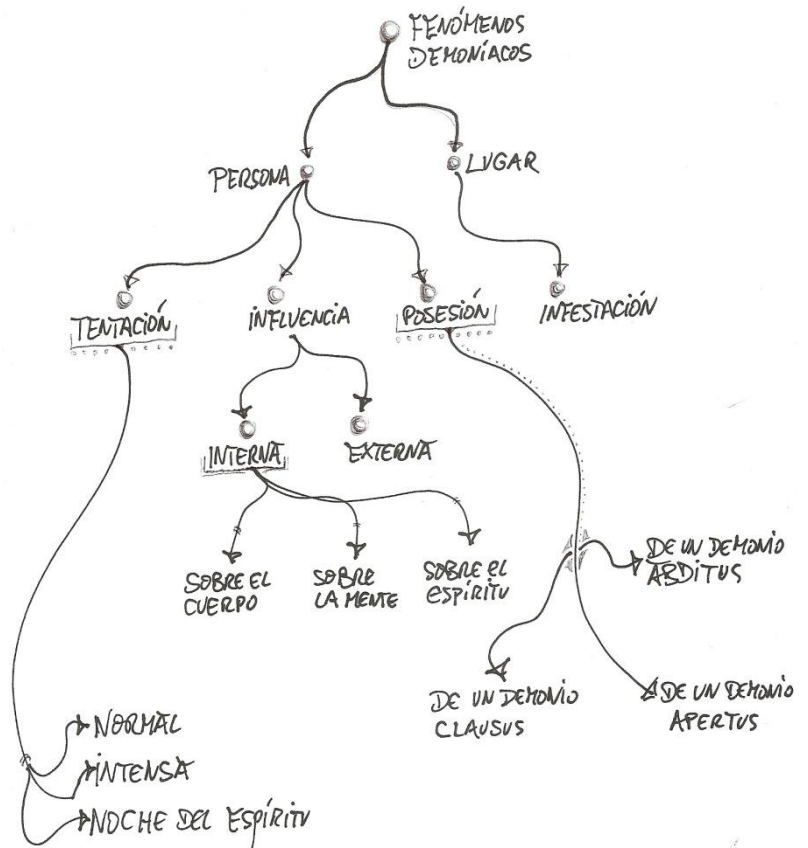 FENÓMENOS
DEMONÍACOS
PERSONA
LUGAR
TENTACIÓN
INFLUENCIA
POSESIÓN
INFESTACIÓN
INTERNA
EXTERNA
SOBRE EL
CUERPO
SOBRE
LA MENTE
SOBRE EL
ESPÍRITU
DE UN DEMONIO
ABDITUS
DE UN DEMONIO
CLAUSUS
DE UN DEMONIO
APERTUS
NORMAL
INTENSA
NOCHE DEL ESPÍRITU